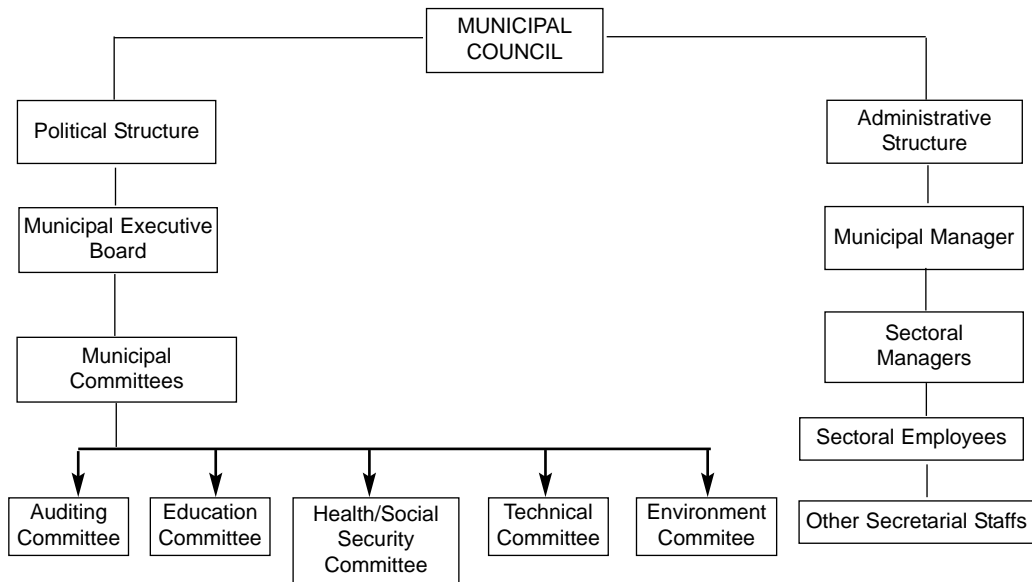 MUNICIPAL
COUNCIL
Political Structure
Administrative
Structure
Municipal Executive
Board
Municipal Manager
Municipal
Committees
Sectoral
Managers
Sectoral Employees
Auditing
Committee
Education
Committee
Health/Social
Security
Committee
Technical
Committee
Environment
Commitee
Other Secretarial Staffs